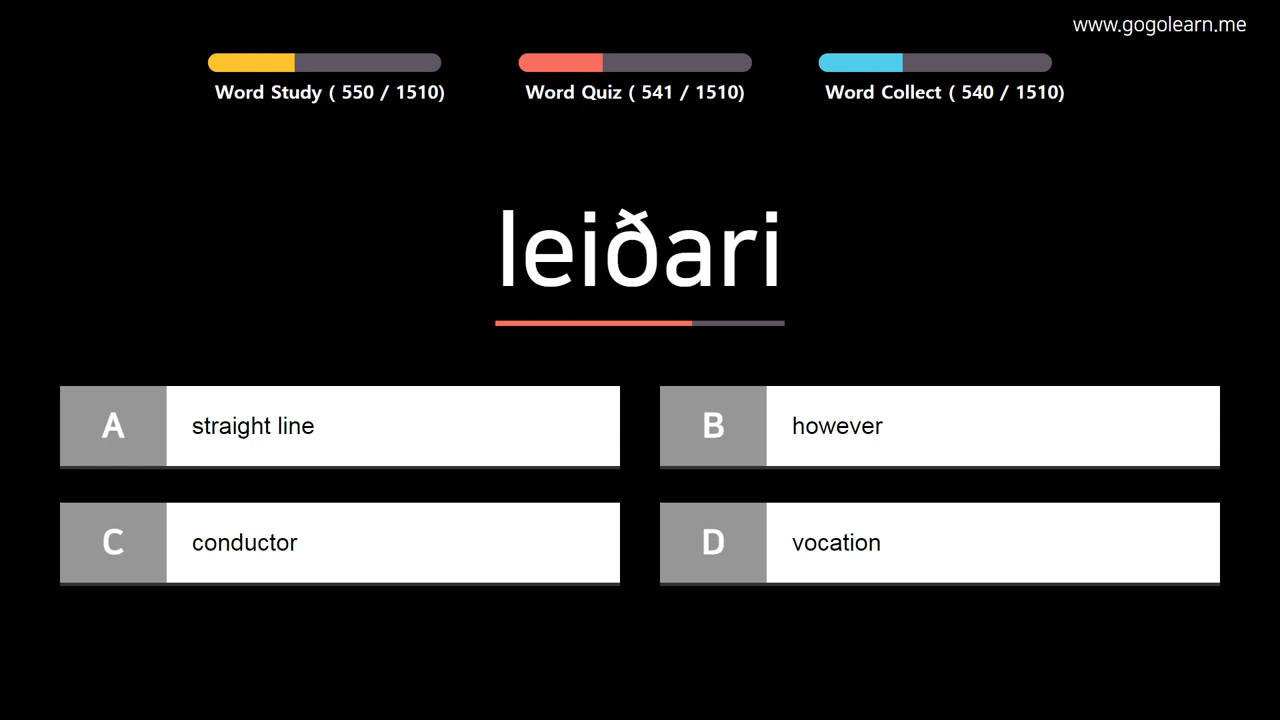 www.gogolearn.me
Word Study ( 550 / 1510)
Word Quiz ( 541 / 1510)
Word Collect ( 540 / 1510)
leiðari
A
straight line
B
however
C
conductor
D
vocation